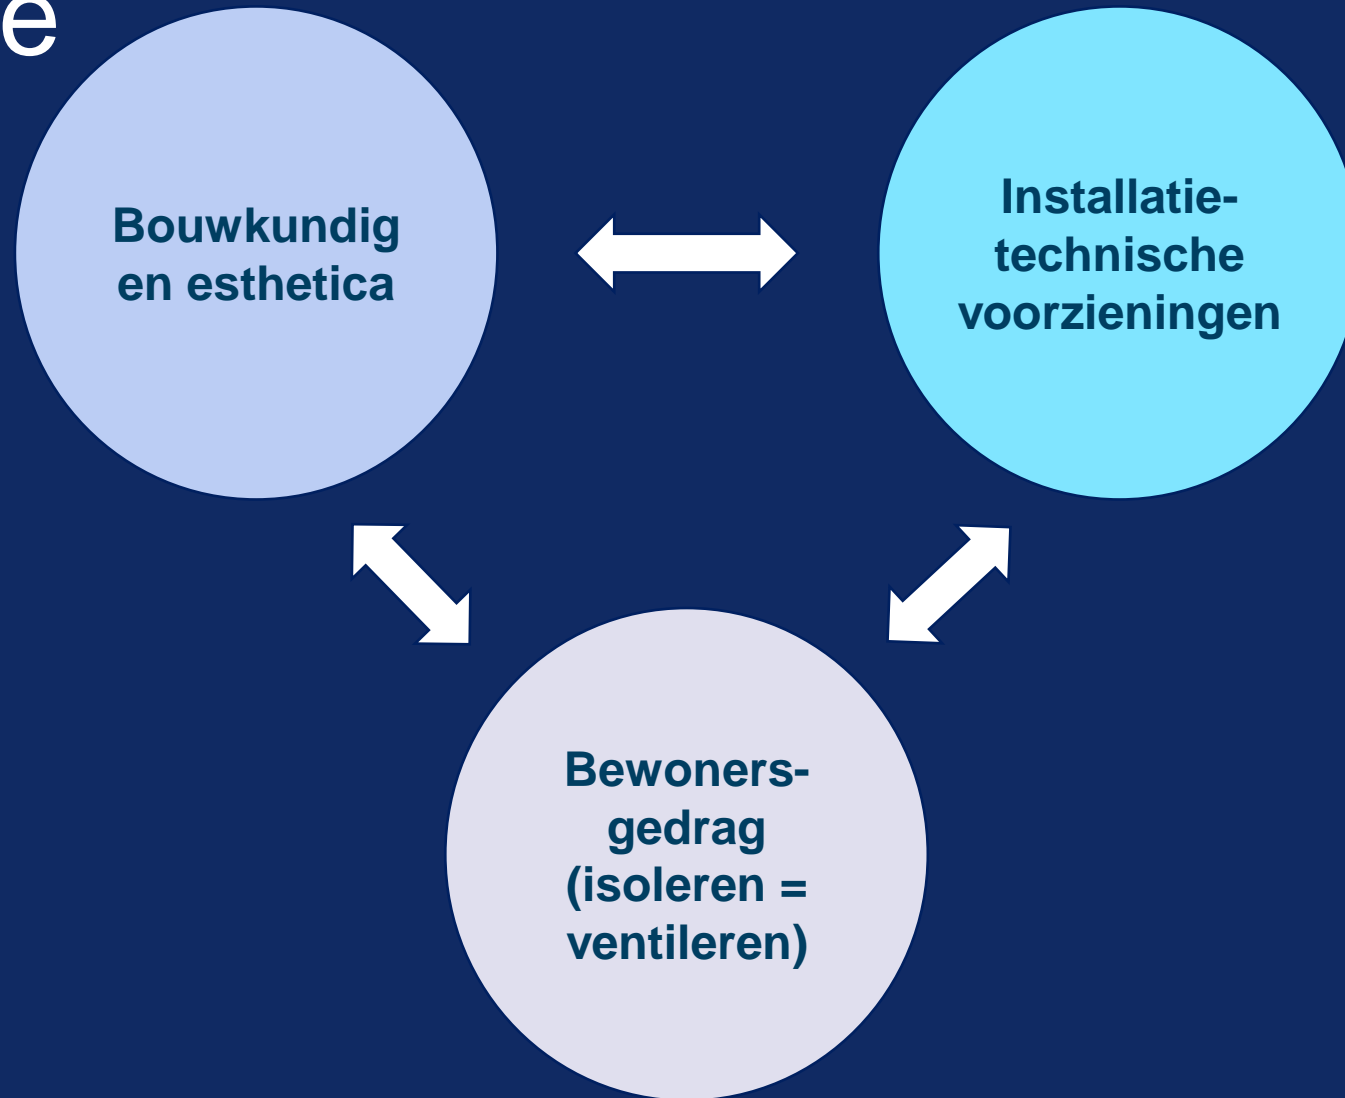 e
Bouwkundig
en esthetica
Installatie-
technische
voorzieningen
Bewoners-
gedrag
(isoleren =
ventileren)